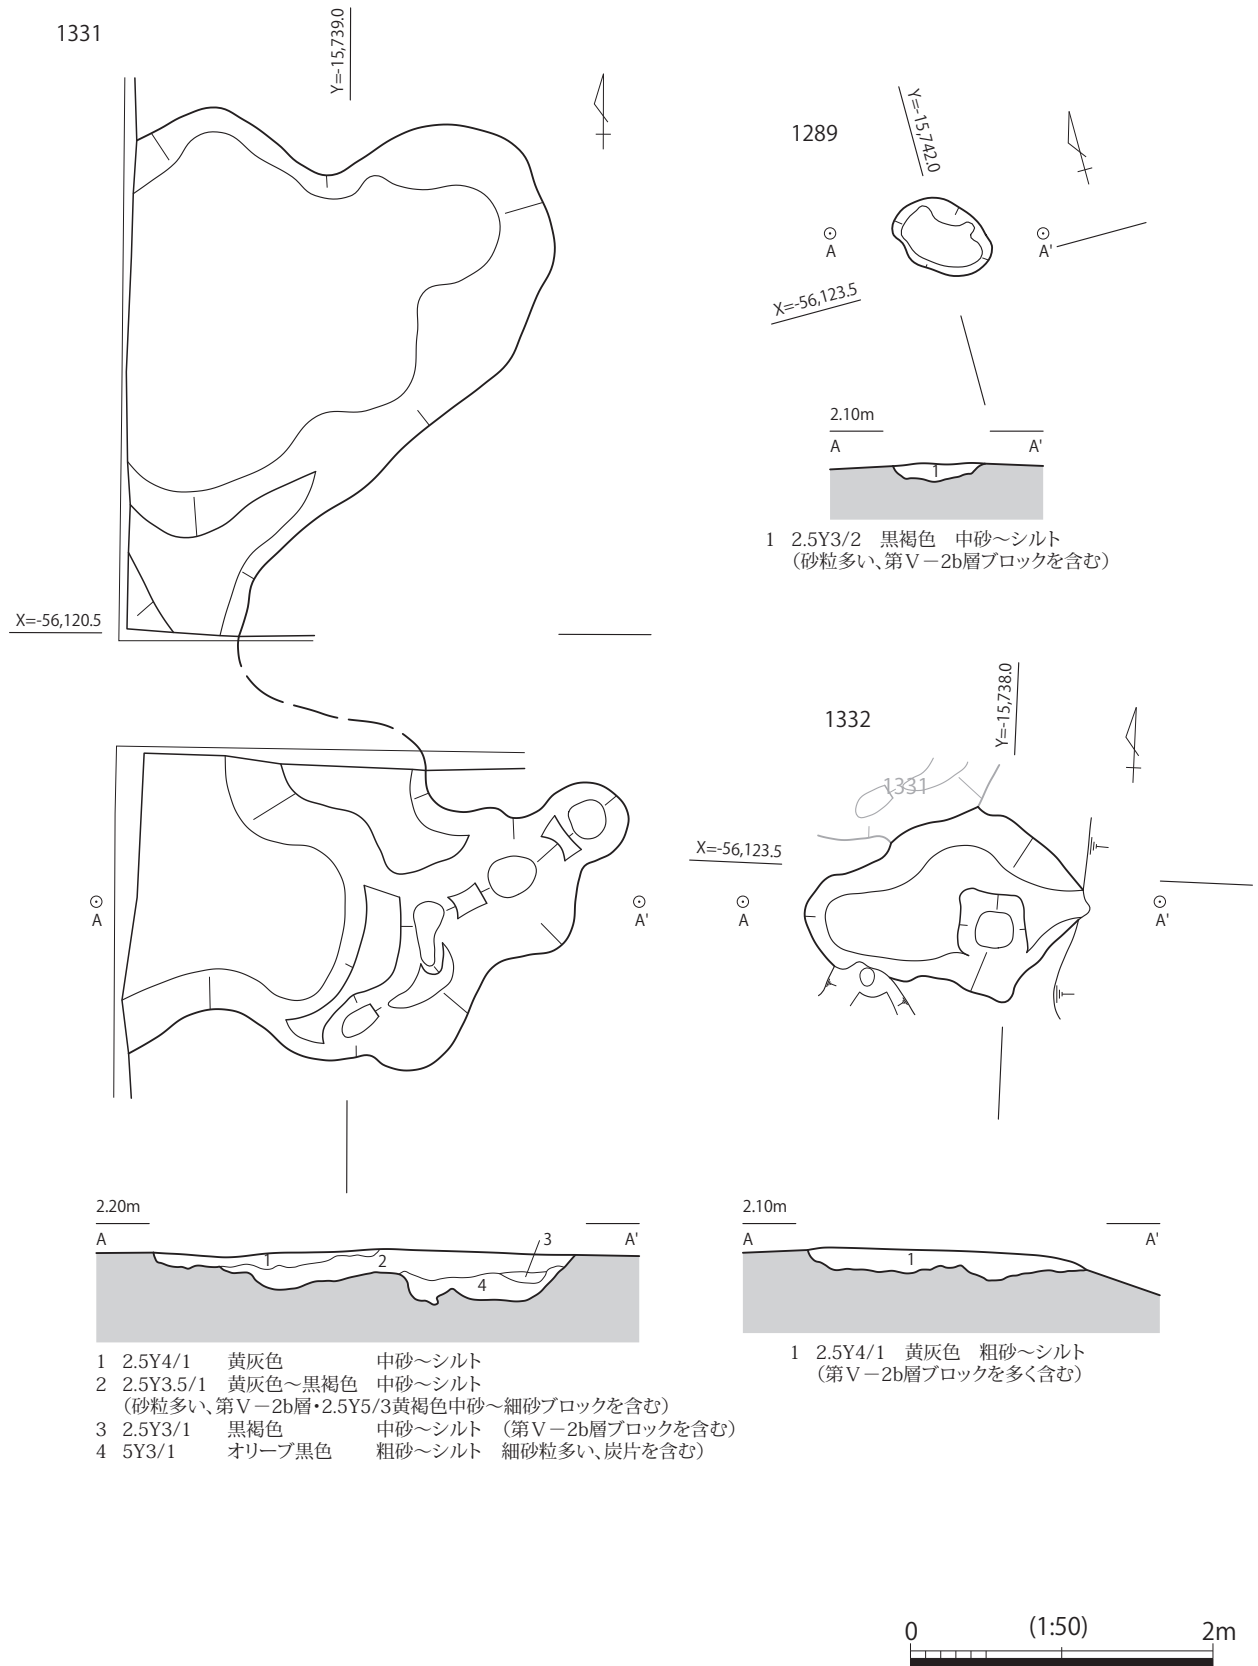 1331
Y=-15,739.0
X=-56,120.5
A
A'
2.20m
A
A'
1
2
3
4
1 2.5Y4/1 黄灰色 中砂～シルト
2 2.5Y3.5/1 黄灰色～黒褐色 中砂～シルト
（砂粒多い、第Ⅴ－2b層・2.5Y5/3黄褐色中砂～細砂ブロックを含む）
3 2.5Y3/1 黒褐色 中砂～シルト （第Ⅴ－2b層ブロックを含む）
4 5Y3/1 オリーブ黒色 粗砂～シルト 細砂粒多い、炭片を含む）
1289
Y=-15,742.0
A
A'
X=-56,123.5
2.10m
A
A'
1
1 2.5Y3/2 黒褐色 中砂～シルト
（砂粒多い、第Ⅴ－2b層ブロックを含む）
1332
Y=-15,738.0
1331
X=-56,123.5
A
A'
2.10m
A
A'
1
1 2.5Y4/1 黄灰色 粗砂～シルト
（第Ⅴ－2b層ブロックを多く含む）
0 (1:50) 2m